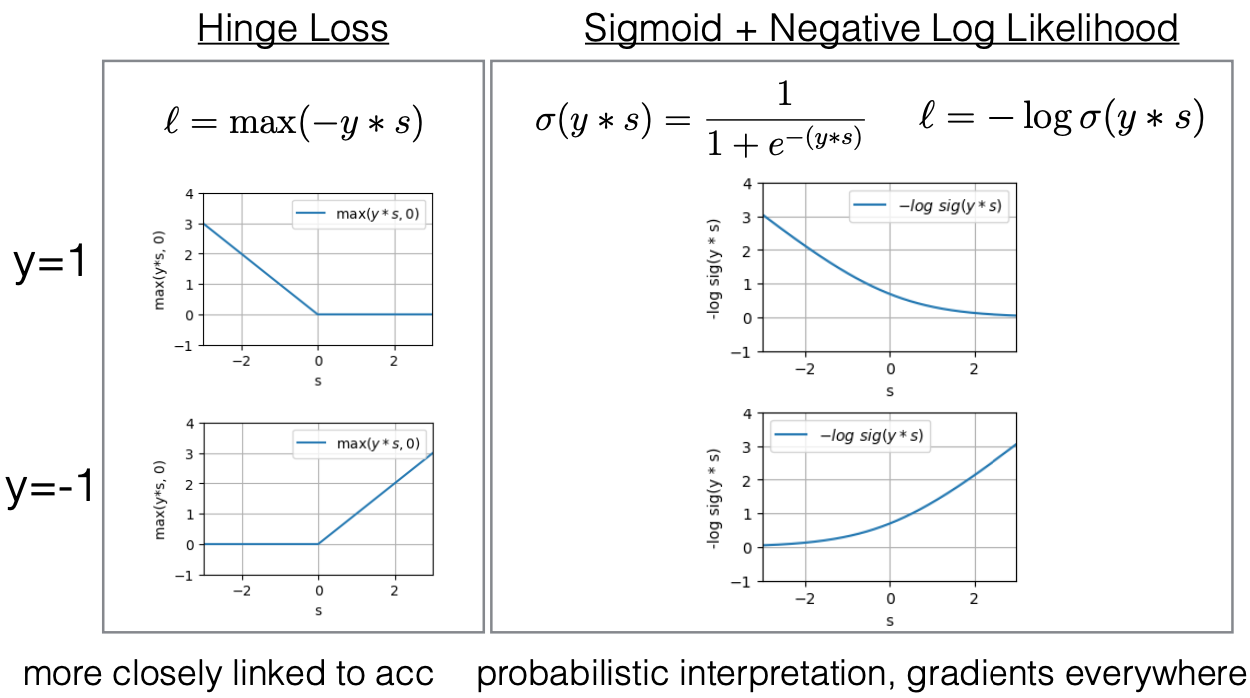 Hinge Loss
Sigmoid + Negative Log Likelihood
ℓ = max(−y ∗ s)
σ(y ∗ s) = 1 / (1 + e^{−(y∗s)})
ℓ = − log σ(y ∗ s)
y=1
4
3
2
1
0
−1
max(y*s, 0)
max(y * s, 0)
−2 0 2
s
4
3
2
1
0
−1
-log sig(y * s)
−log sig(y * s)
−2 0 2
s
y=-1
4
3
2
1
0
−1
max(y*s, 0)
max(y * s, 0)
−2 0 2
s
4
3
2
1
0
−1
-log sig(y * s)
−log sig(y * s)
−2 0 2
s
more closely linked to acc
probabilistic interpretation, gradients everywhere